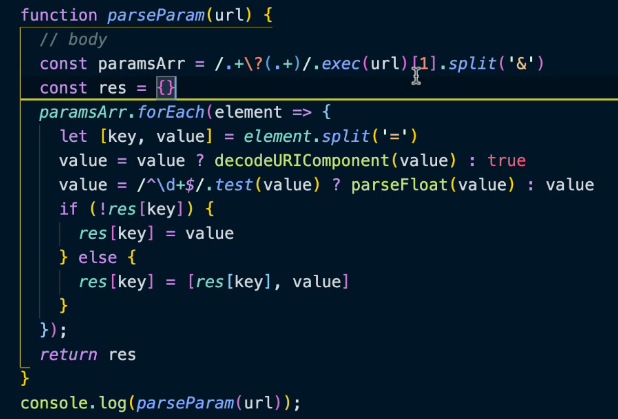 function parseParam(url) {
// body
const paramsArr = /.+\?(.+)/.exec(url)[1].split('&')
const res = {}
paramsArr.forEach(element => {
let [key, value] = element.split('=')
value = value ? decodeURIComponent(value) : true
value = /^\d+$/.test(value) ? parseFloat(value) : value
if (!res[key]) {
res[key] = value
} else {
res[key] = [res[key], value]
}
});
return res
}
console.log(parseParam(url));